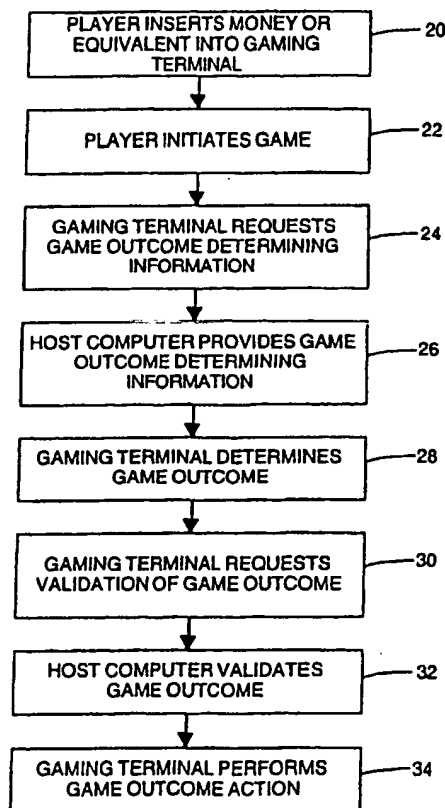 PLAYER INSERTS MONEY OR
EQUIVALENT INTO GAMING
TERMINAL
20
PLAYER INITIATES GAME
22
GAMING TERMINAL REQUESTS
GAME OUTCOME DETERMINING
INFORMATION
24
HOST COMPUTER PROVIDES GAME
OUTCOME DETERMINING
INFORMATION
26
GAMING TERMINAL DETERMINES
GAME OUTCOME
28
GAMING TERMINAL REQUESTS
VALIDATION OF GAME OUTCOME
30
HOST COMPUTER VALIDATES
GAME OUTCOME
32
GAMING TERMINAL PERFORMS
GAME OUTCOME ACTION
34